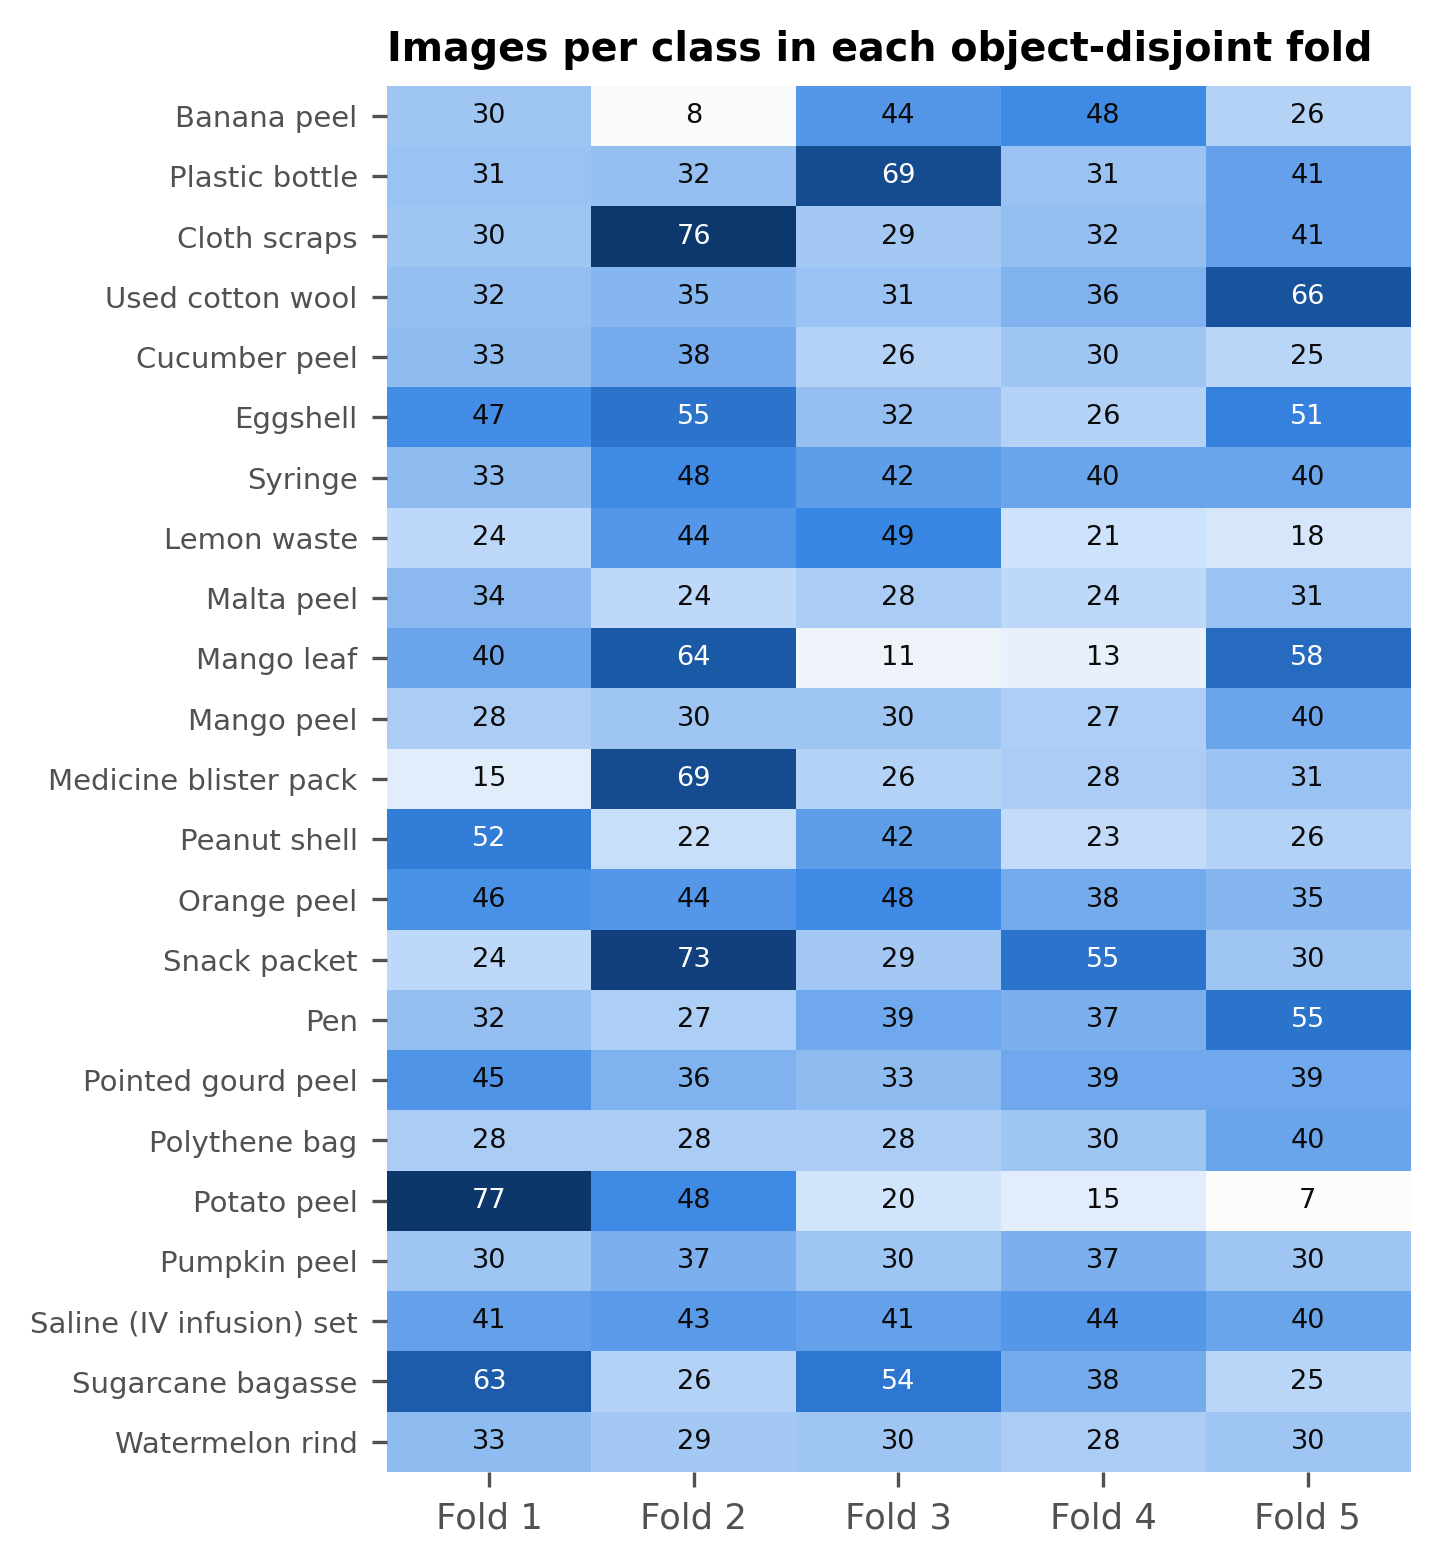 Images per class in each object-disjoint fold
Banana peel 30 8 44 48 26
Plastic bottle 31 32 69 31 41
Cloth scraps 30 76 29 32 41
Used cotton wool 32 35 31 36 66
Cucumber peel 33 38 26 30 25
Eggshell 47 55 32 26 51
Syringe 33 48 42 40 40
Lemon waste 24 44 49 21 18
Malta peel 34 24 28 24 31
Mango leaf 40 64 11 13 58
Mango peel 28 30 30 27 40
Medicine blister pack 15 69 26 28 31
Peanut shell 52 22 42 23 26
Orange peel 46 44 48 38 35
Snack packet 24 73 29 55 30
Pen 32 27 39 37 55
Pointed gourd peel 45 36 33 39 39
Polythene bag 28 28 28 30 40
Potato peel 77 48 20 15 7
Pumpkin peel 30 37 30 37 30
Saline (IV infusion) set 41 43 41 44 40
Sugarcane bagasse 63 26 54 38 25
Watermelon rind 33 29 30 28 30
Fold 1 Fold 2 Fold 3 Fold 4 Fold 5